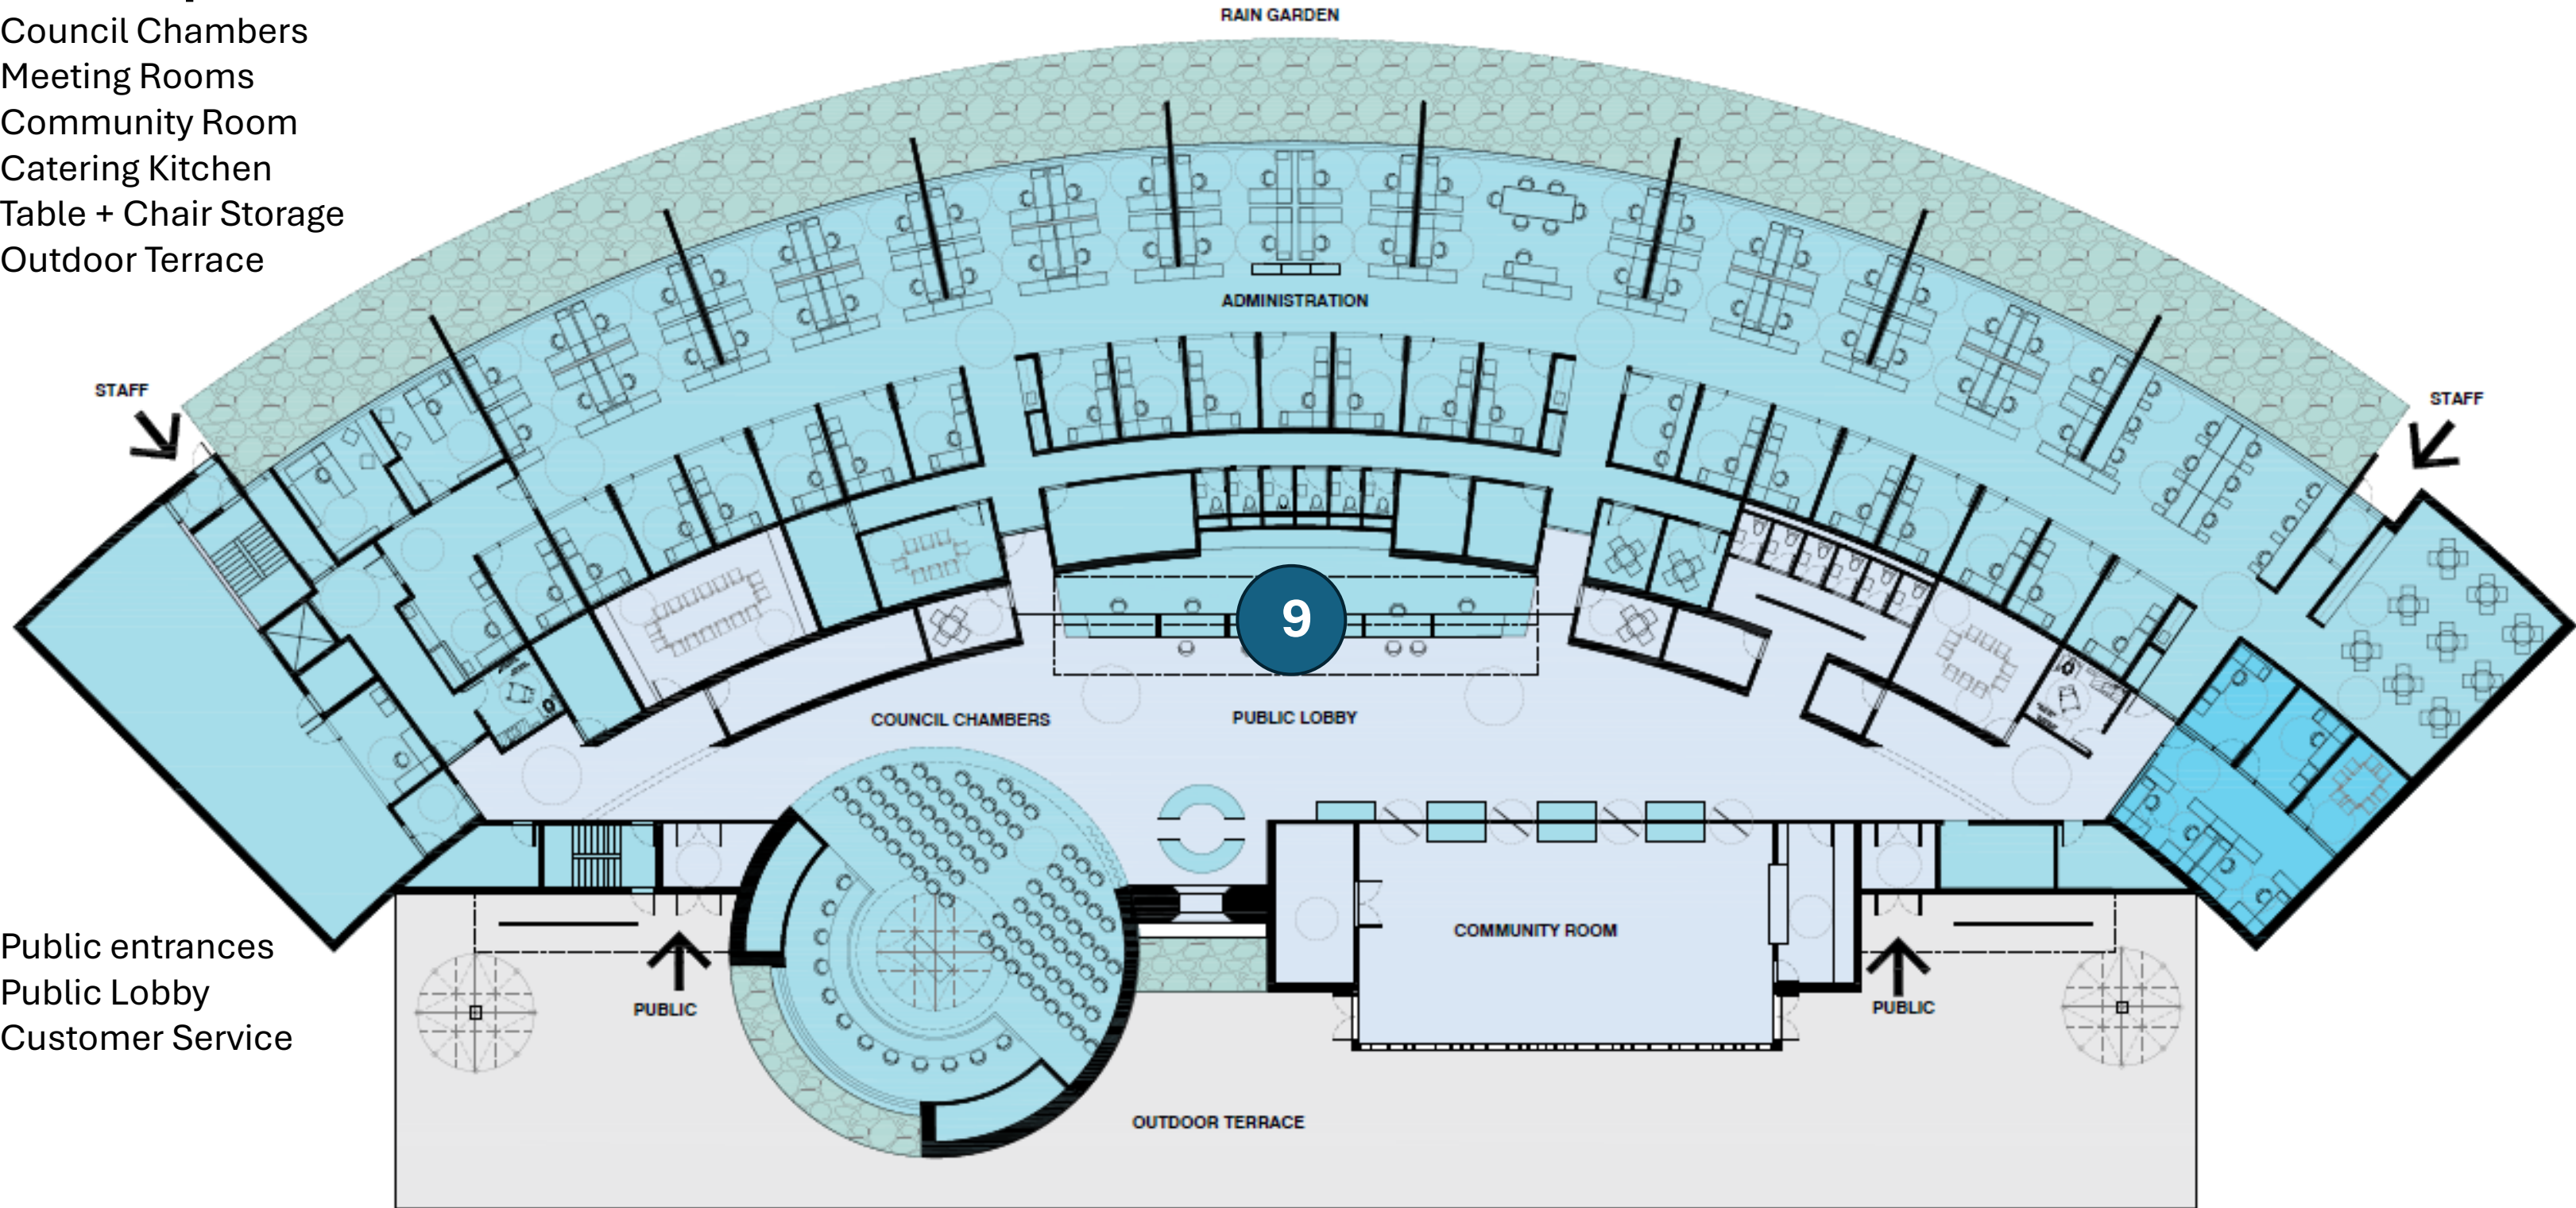 Council Chambers
Meeting Rooms
Community Room
Catering Kitchen
Table + Chair Storage
Outdoor Terrace
RAIN GARDEN
ADMINISTRATION
STAFF
STAFF
9
COUNCIL CHAMBERS
PUBLIC LOBBY
COMMUNITY ROOM
PUBLIC
PUBLIC
OUTDOOR TERRACE
Public entrances
Public Lobby
Customer Service